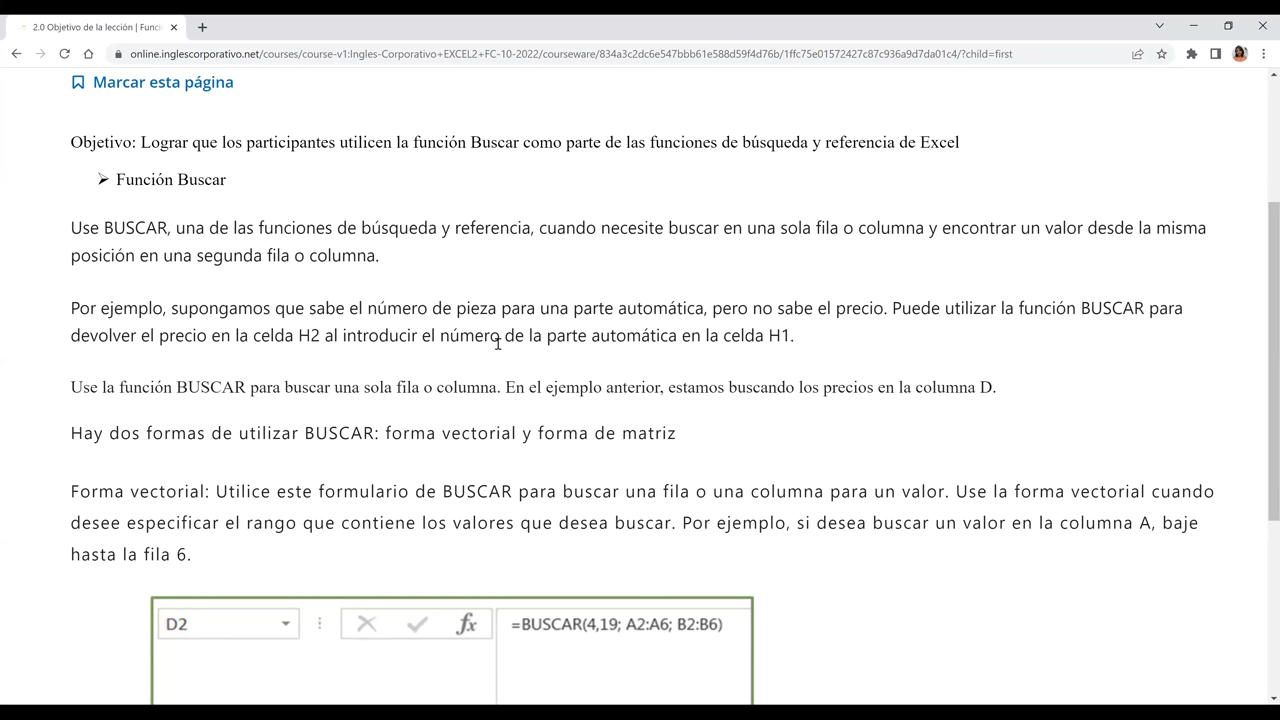 2.0 Objetivo de la lección | Funci
online.inglescorporativo.net/courses/course-v1:Ingles-Corporativo+EXCEL2+FC-10-2022/courseware/834a3c2dc6e547bbb61e588d59f4d76b/1ffc75e01572427c87c936a9d7da01c4/?child=first
Marcar esta página
Objetivo: Lograr que los participantes utilicen la función Buscar como parte de las funciones de búsqueda y referencia de Excel
➢ Función Buscar
Use BUSCAR, una de las funciones de búsqueda y referencia, cuando necesite buscar en una sola fila o columna y encontrar un valor desde la misma
posición en una segunda fila o columna.
Por ejemplo, supongamos que sabe el número de pieza para una parte automática, pero no sabe el precio. Puede utilizar la función BUSCAR para
devolver el precio en la celda H2 al introducir el número de la parte automática en la celda H1.
Use la función BUSCAR para buscar una sola fila o columna. En el ejemplo anterior, estamos buscando los precios en la columna D.
Hay dos formas de utilizar BUSCAR: forma vectorial y forma de matriz
Forma vectorial: Utilice este formulario de BUSCAR para buscar una fila o una columna para un valor. Use la forma vectorial cuando
desee especificar el rango que contiene los valores que desea buscar. Por ejemplo, si desea buscar un valor en la columna A, baje
hasta la fila 6.
D2 fx =BUSCAR(4,19; A2:A6; B2:B6)